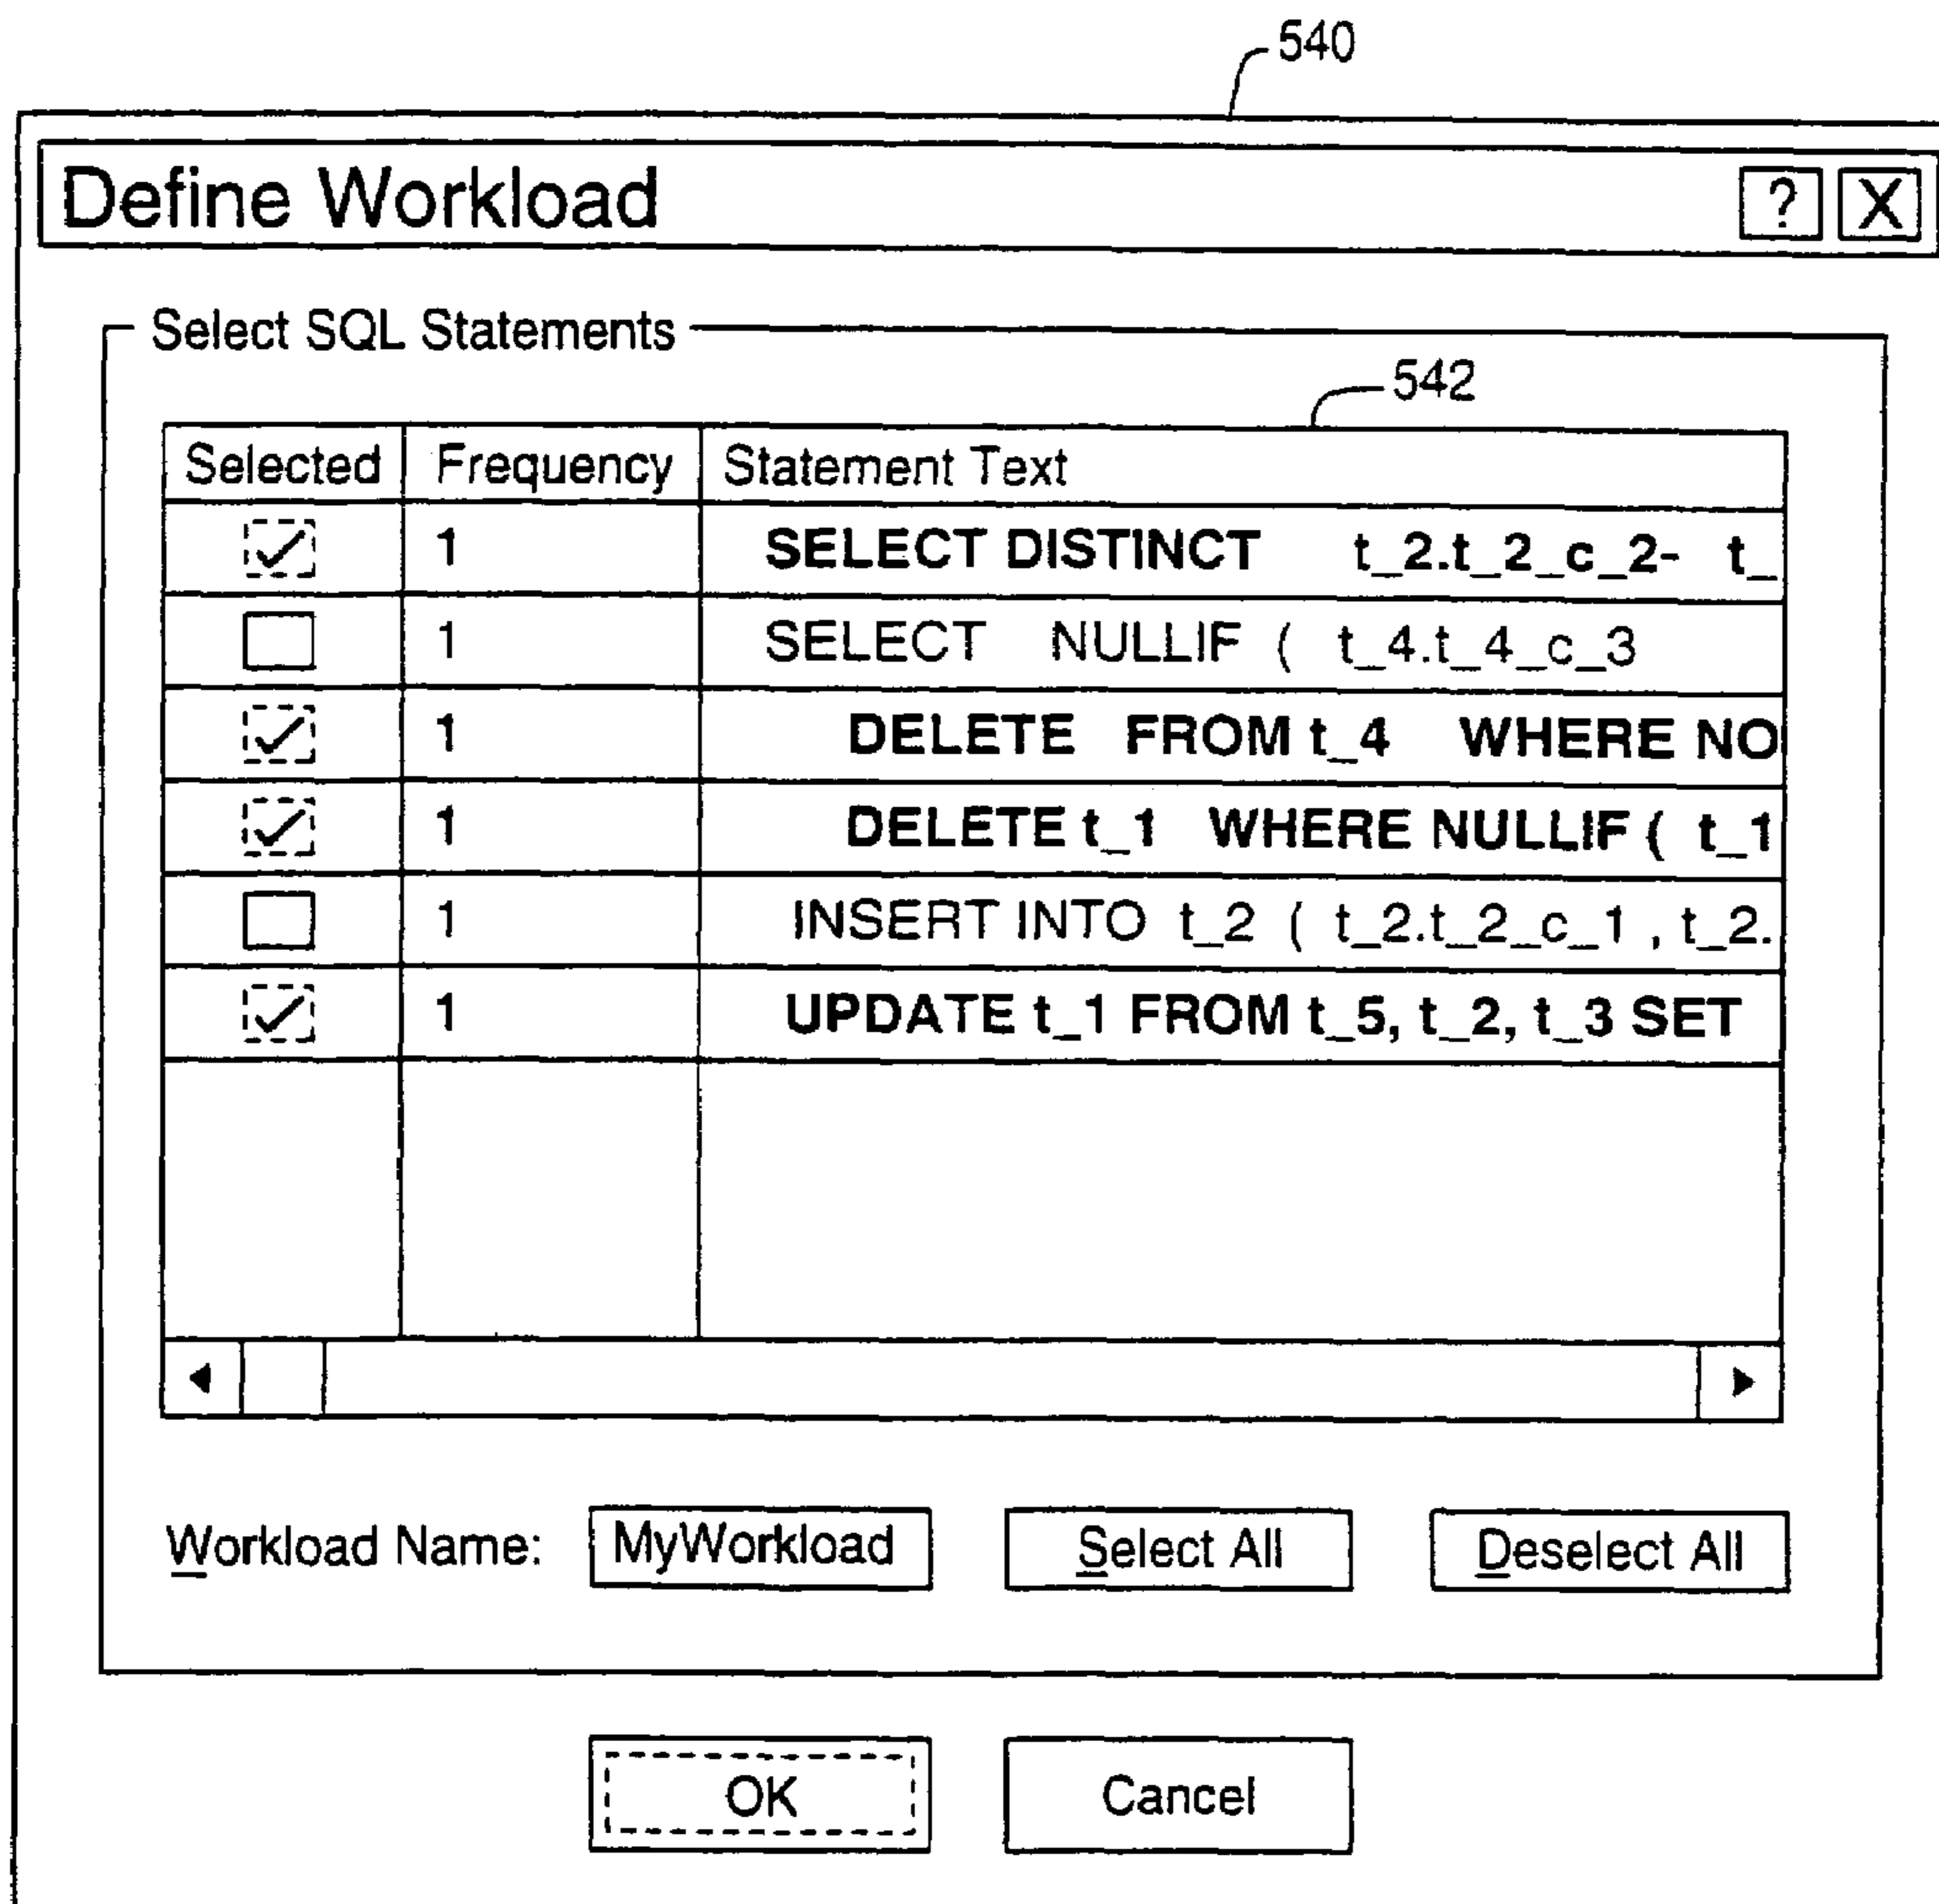 540
Define Workload ? X
Select SQL Statements
542
Selected Frequency Statement Text
1 SELECT DISTINCT t_2.t_2_c_2- t_
1 SELECT NULLIF ( t_4.t_4_c_3
1 DELETE FROM t_4 WHERE NO
1 DELETE t_1 WHERE NULLIF ( t_1
1 INSERT INTO t_2 ( t_2.t_2_c_1 , t_2.
1 UPDATE t_1 FROM t_5, t_2, t_3 SET
Workload Name: MyWorkload Select All Deselect All
OK Cancel